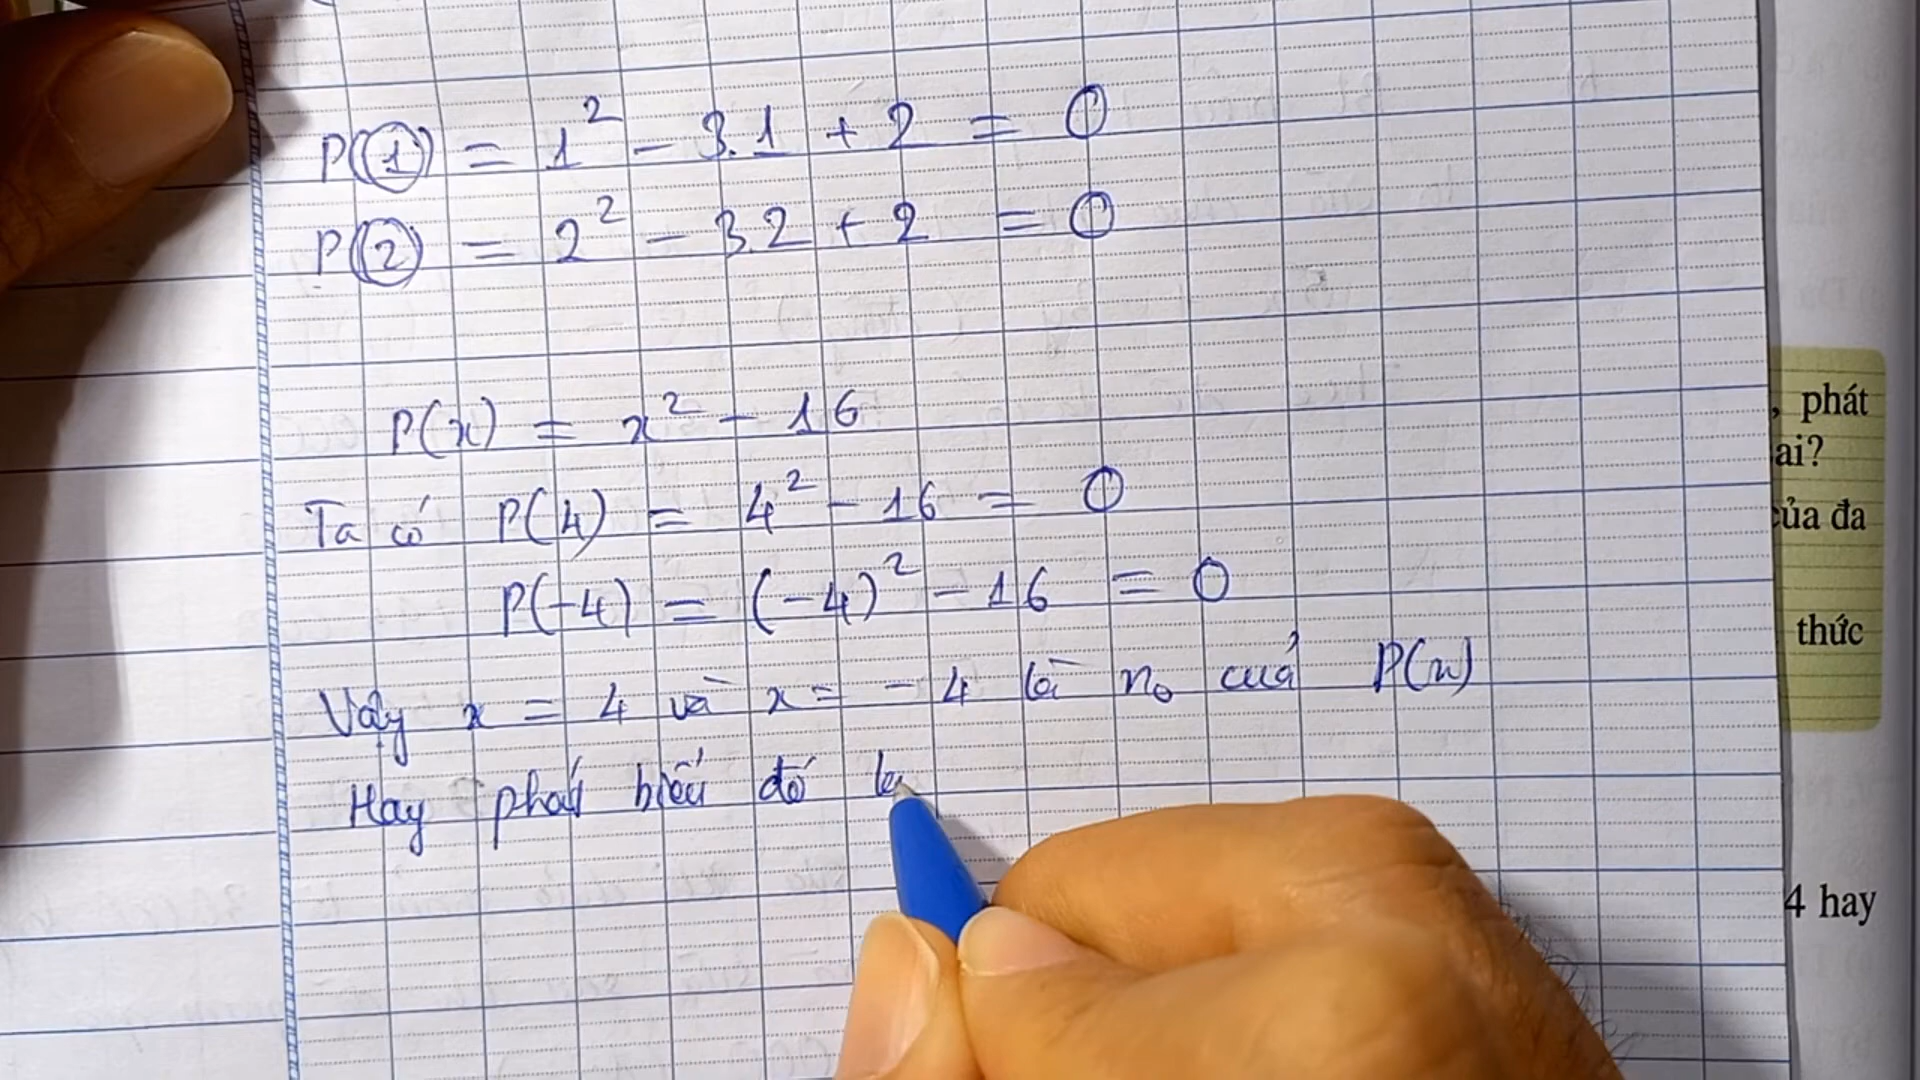 P(1) = 1² - 3.1 + 2 = 0
P(2) = 2² - 3.2 + 2 = 0
P(x) = x² - 16
Ta có P(4) = 4² - 16 = 0
P(-4) = (-4)² - 16 = 0
Vậy x = 4 và x = - 4 là n₀ của P(x)
Hay phát biểu đó
, phát
ai?
của đa
thức
4 hay